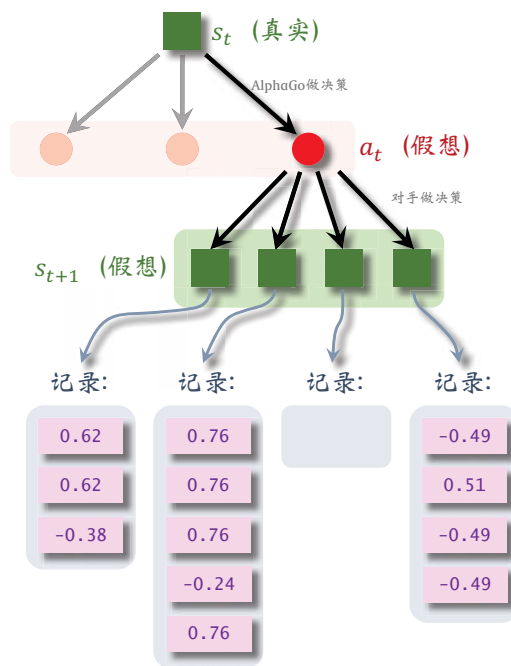 s_t (真实)
AlphaGo做决策
a_t (假想)
对手做决策
s_{t+1} (假想)
记录: 记录: 记录: 记录:
0.62 0.76 -0.49
0.62 0.76 0.51
-0.38 0.76 -0.49
-0.24 -0.49
0.76